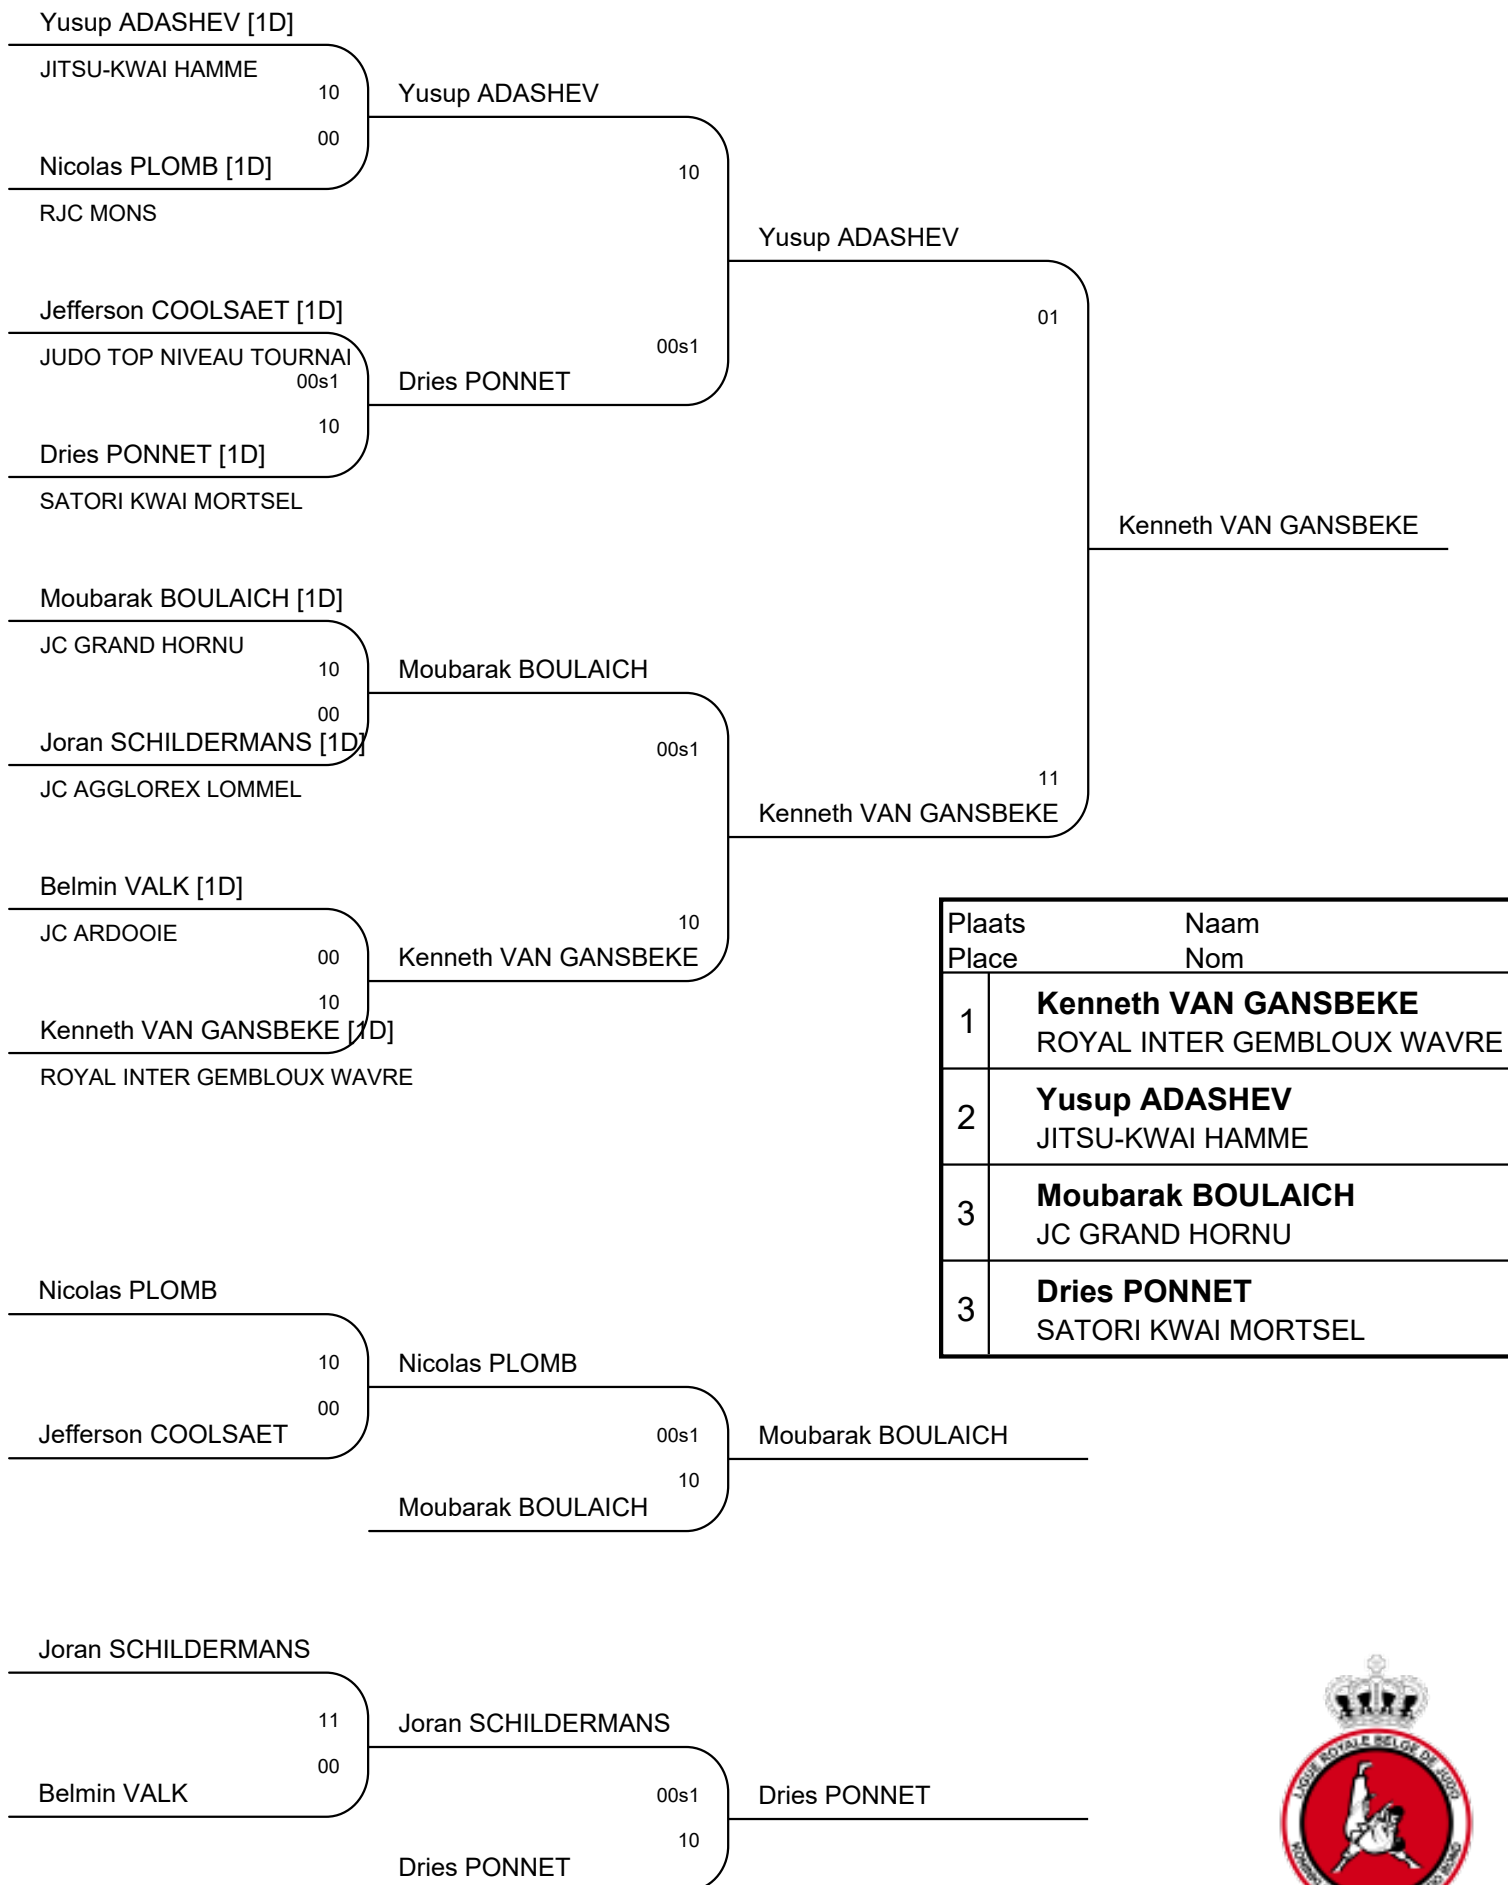 Yusup ADASHEV [1D]
JITSU-KWAI HAMME
10
00
Nicolas PLOMB [1D]
RJC MONS
Jefferson COOLSAET [1D]
JUDO TOP NIVEAU TOURNAI
00s1
10
Dries PONNET [1D]
SATORI KWAI MORTSEL
Moubarak BOULAICH [1D]
JC GRAND HORNU
10
00
Joran SCHILDERMANS [1D]
JC AGGLOREX LOMMEL
Belmin VALK [1D]
JC ARDOOIE
00
10
Kenneth VAN GANSBEKE [1D]
ROYAL INTER GEMBLOUX WAVRE
Yusup ADASHEV
10
00s1
Dries PONNET
Moubarak BOULAICH
00s1
10
Kenneth VAN GANSBEKE
Yusup ADASHEV
01
11
Kenneth VAN GANSBEKE
Kenneth VAN GANSBEKE
Plaats Naam
Place Nom
1 Kenneth VAN GANSBEKE
ROYAL INTER GEMBLOUX WAVRE
2 Yusup ADASHEV
JITSU-KWAI HAMME
3 Moubarak BOULAICH
JC GRAND HORNU
3 Dries PONNET
SATORI KWAI MORTSEL
Nicolas PLOMB
10
00
Jefferson COOLSAET
Nicolas PLOMB
00s1
10
Moubarak BOULAICH
Moubarak BOULAICH
Joran SCHILDERMANS
11
00
Belmin VALK
Joran SCHILDERMANS
00s1
10
Dries PONNET
Dries PONNET
LIGUE ROYALE BELGE DE JUDO